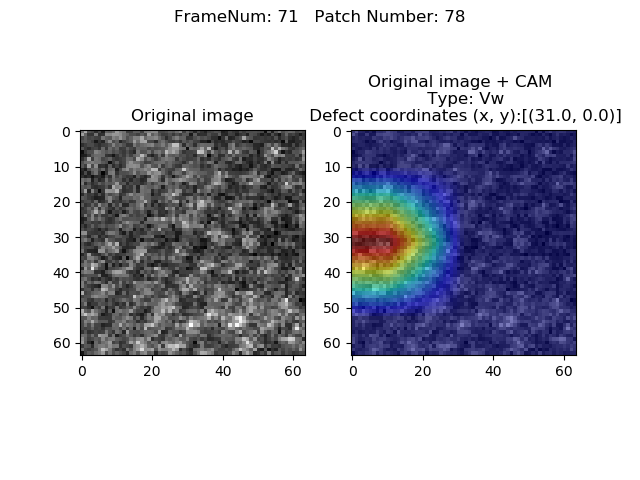 FrameNum: 71   Patch Number: 78
Original image
0
10
20
30
40
50
60
0 20 40 60
Original image + CAM
Type: Vw
Defect coordinates (x, y):[(31.0, 0.0)]
0
10
20
30
40
50
60
0 20 40 60